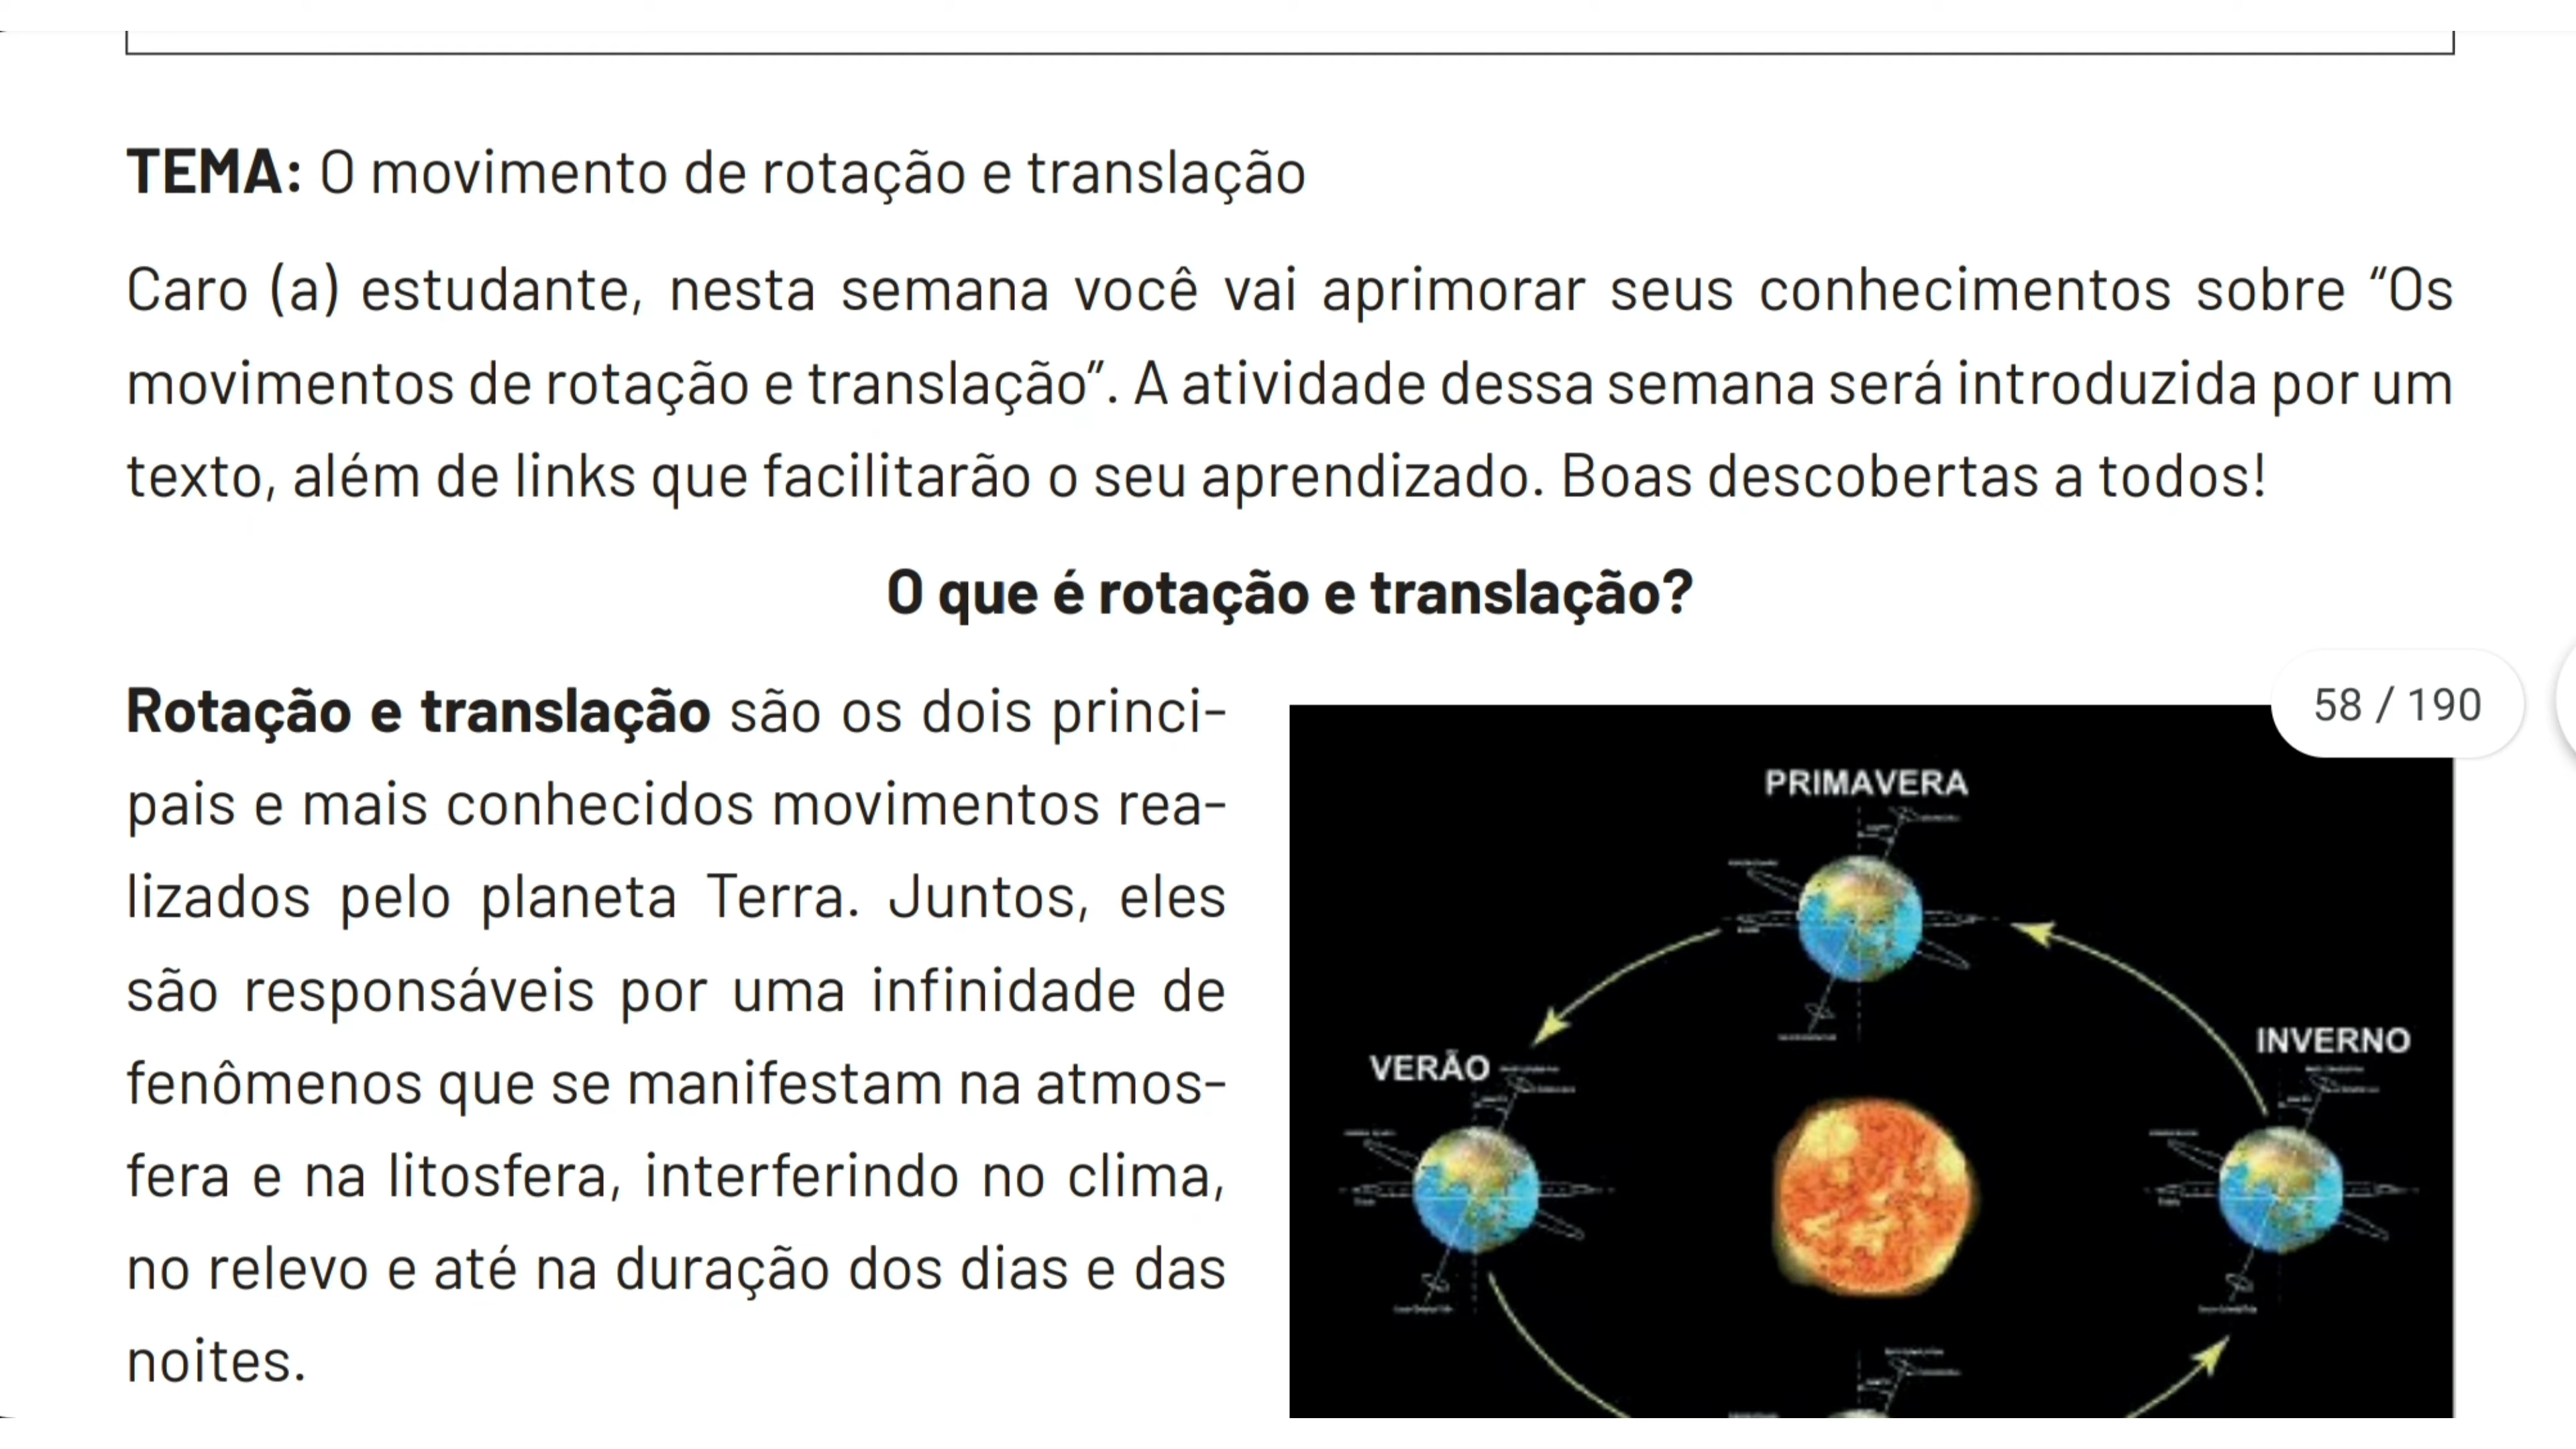 TEMA: O movimento de rotação e translação
Caro (a) estudante, nesta semana você vai aprimorar seus conhecimentos sobre “Os
movimentos de rotação e translação”. A atividade dessa semana será introduzida por um
texto, além de links que facilitarão o seu aprendizado. Boas descobertas a todos!
O que é rotação e translação?
Rotação e translação são os dois princi-
pais e mais conhecidos movimentos rea-
lizados pelo planeta Terra. Juntos, eles
são responsáveis por uma infinidade de
fenômenos que se manifestam na atmos-
fera e na litosfera, interferindo no clima,
no relevo e até na duração dos dias e das
noites.
58 / 190
PRIMAVERA
INVERNO
VERÃO